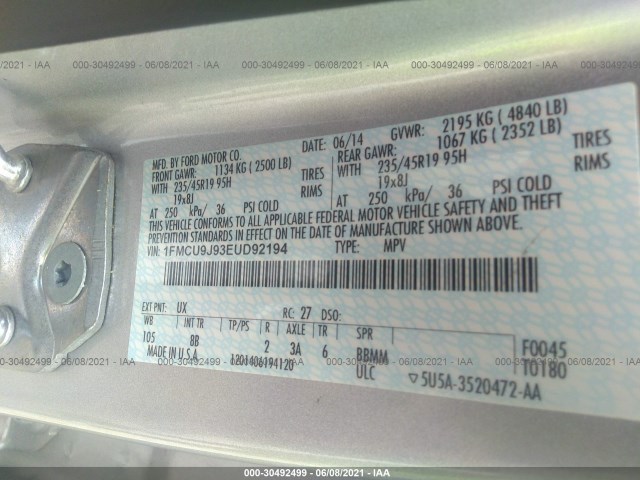 000-30492499 - 06/08/2021 - IAA
MFD. BY FORD MOTOR CO. DATE: 06/14 GVWR: 2195 KG ( 4840 LB)
FRONT GAWR: 1134 KG ( 2500 LB) REAR GAWR: 1067 KG ( 2352 LB)
WITH 235/45R19 95H TIRES WITH 235/45R19 95H TIRES
19x8J RIMS 19x8J RIMS
AT 250 kPa/ 36 PSI COLD AT 250 kPa/ 36 PSI COLD
THIS VEHICLE CONFORMS TO ALL APPLICABLE FEDERAL MOTOR VEHICLE SAFETY AND THEFT
PREVENTION STANDARDS IN EFFECT ON THE DATE OF MANUFACTURE SHOWN ABOVE.
VIN: 1FMCU9J93EUD92194 TYPE: MPV
EXT PNT: UX RC: 27 DSO:
WB INT TR TP/PS R AXLE TR SPR
105 8B 2 3A 6 BBMM F0045
MADE IN U.S.A. 1201406194120 ULC T0180
▽5U5A-3520472-AA
000-30492499 - 06/08/2021 - IAA